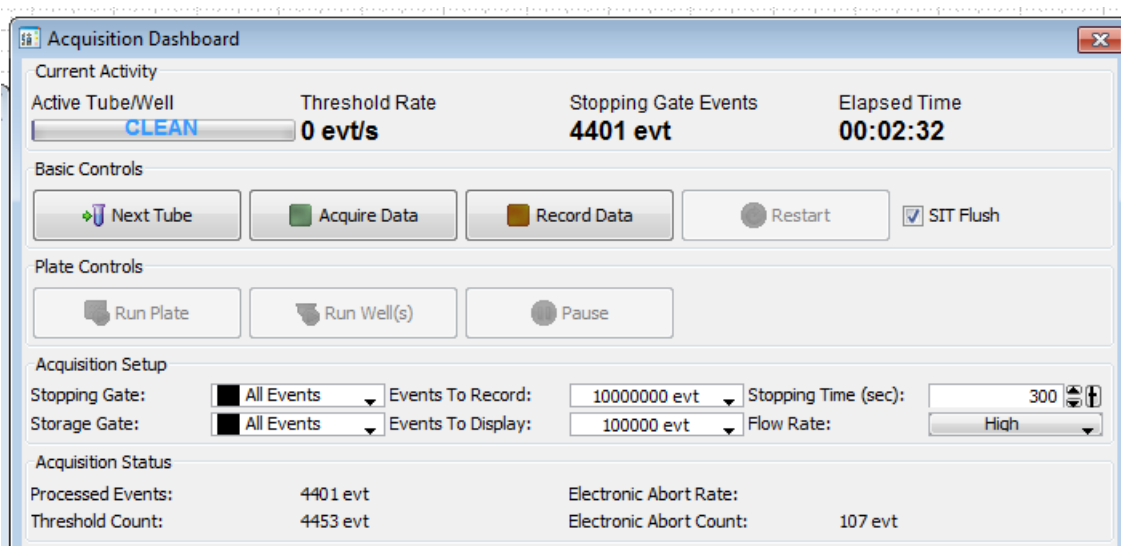 Acquisition Dashboard
Current Activity
Active Tube/Well Threshold Rate Stopping Gate Events Elapsed Time
CLEAN 0 evt/s 4401 evt 00:02:32
Basic Controls
Next Tube Acquire Data Record Data Restart SIT Flush
Plate Controls
Run Plate Run Well(s) Pause
Acquisition Setup
Stopping Gate: All Events Events To Record: 10000000 evt Stopping Time (sec): 300
Storage Gate: All Events Events To Display: 100000 evt Flow Rate: High
Acquisition Status
Processed Events: 4401 evt Electronic Abort Rate:
Threshold Count: 4453 evt Electronic Abort Count: 107 evt